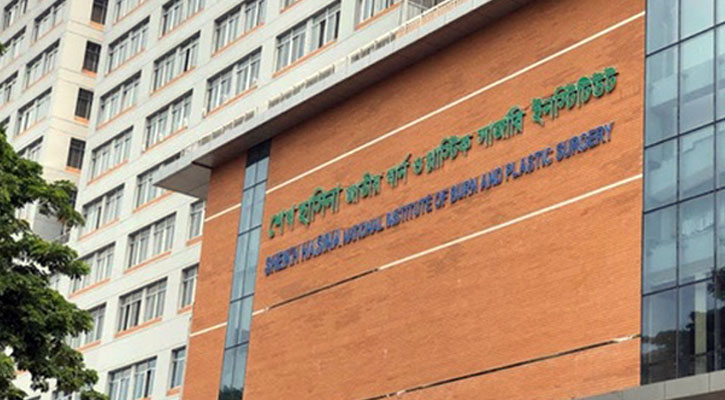 শেখ হাসিনা জাতীয় বার্ন ও প্লাস্টিক সার্জারি ইনস্টিটিউট
SHEIKH HASINA NATIONAL INSTITUTE OF BURN AND PLASTIC SURGERY